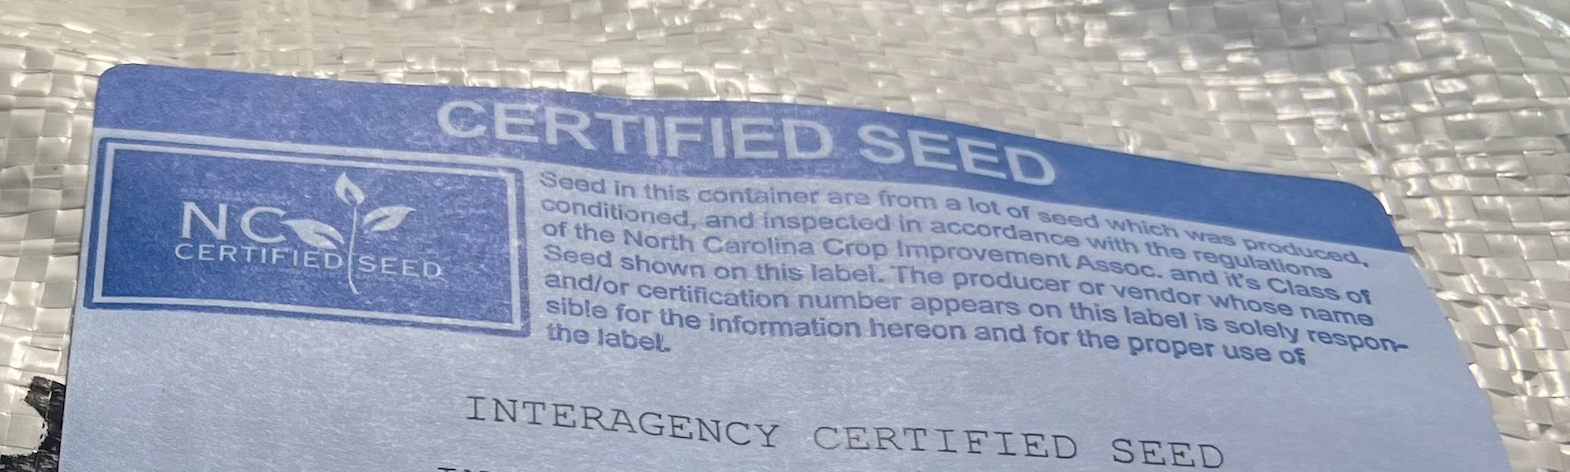 CERTIFIED SEED
NC
CERTIFIED SEED
Seed in this container are from a lot of seed which was produced,
conditioned, and inspected in accordance with the regulations
of the North Carolina Crop Improvement Assoc. and it's Class of
Seed shown on this label. The producer or vendor whose name
and/or certification number appears on this label is solely respon-
sible for the information hereon and for the proper use of
the label.
INTERAGENCY CERTIFIED SEED